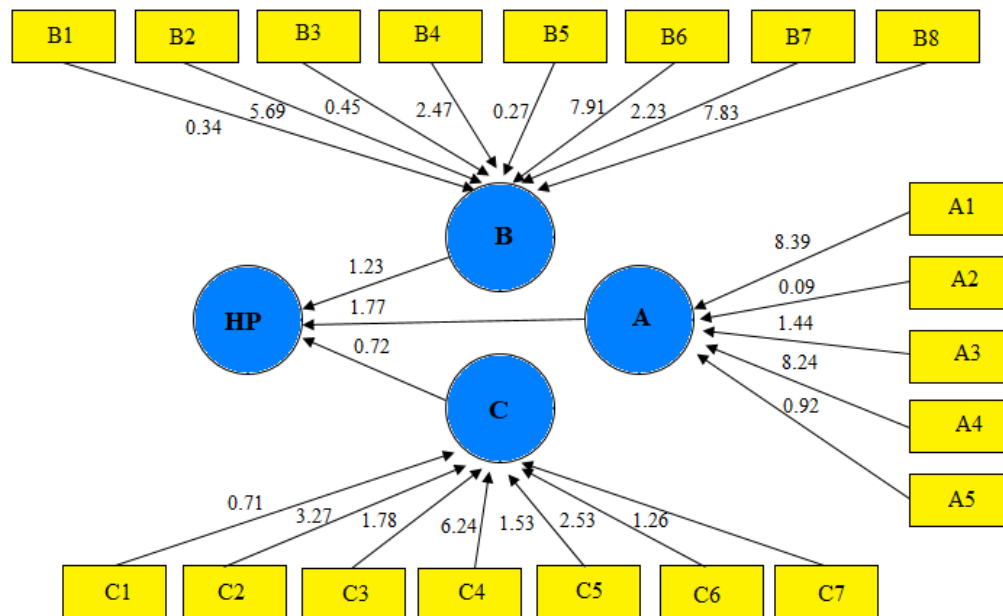 B1 B2 B3 B4 B5 B6 B7 B8
0.34 5.69 0.45 2.47 0.27 7.91 2.23 7.83
B
A1
8.39
A2
0.09
1.23
HP
1.77
A
1.44
A3
0.72
8.24
A4
C
0.92
A5
0.71 3.27 1.78 6.24 1.53 2.53 1.26
C1 C2 C3 C4 C5 C6 C7